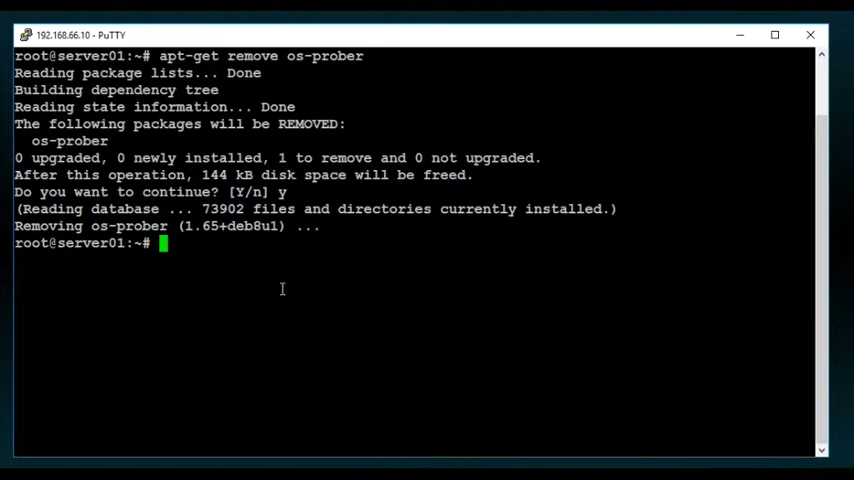 192.168.66.10 - PuTTY
root@server01:~# apt-get remove os-prober
Reading package lists... Done
Building dependency tree
Reading state information... Done
The following packages will be REMOVED:
  os-prober
0 upgraded, 0 newly installed, 1 to remove and 0 not upgraded.
After this operation, 144 kB disk space will be freed.
Do you want to continue? [Y/n] y
(Reading database ... 73902 files and directories currently installed.)
Removing os-prober (1.65+deb8u1) ...
root@server01:~#